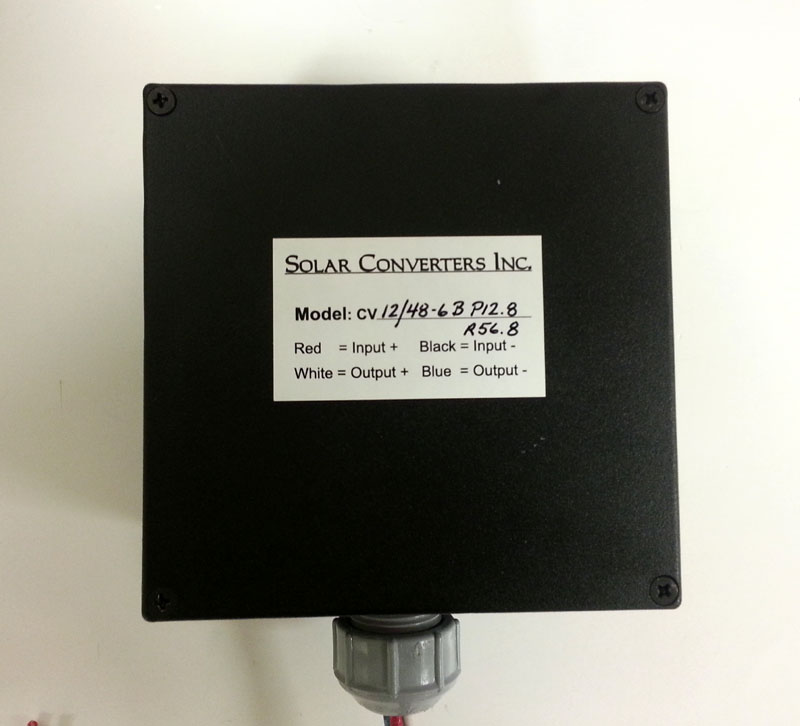 SOLAR CONVERTERS INC.
Model: CV 12/48-6 B P12.8
R56.8
Red = Input + Black = Input -
White = Output + Blue = Output -